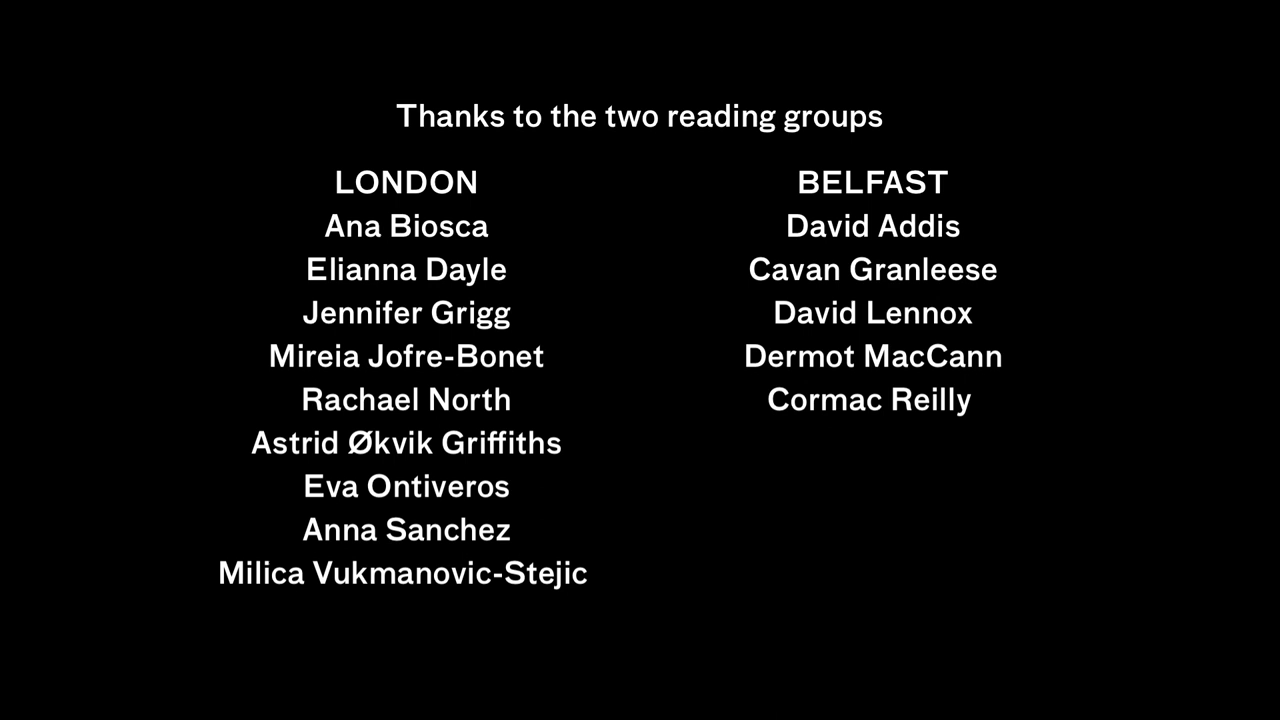 Thanks to the two reading groups
LONDON
Ana Biosca
Elianna Dayle
Jennifer Grigg
Mireia Jofre-Bonet
Rachael North
Astrid Økvik Griffiths
Eva Ontiveros
Anna Sanchez
Milica Vukmanovic-Stejic
BELFAST
David Addis
Cavan Granleese
David Lennox
Dermot MacCann
Cormac Reilly